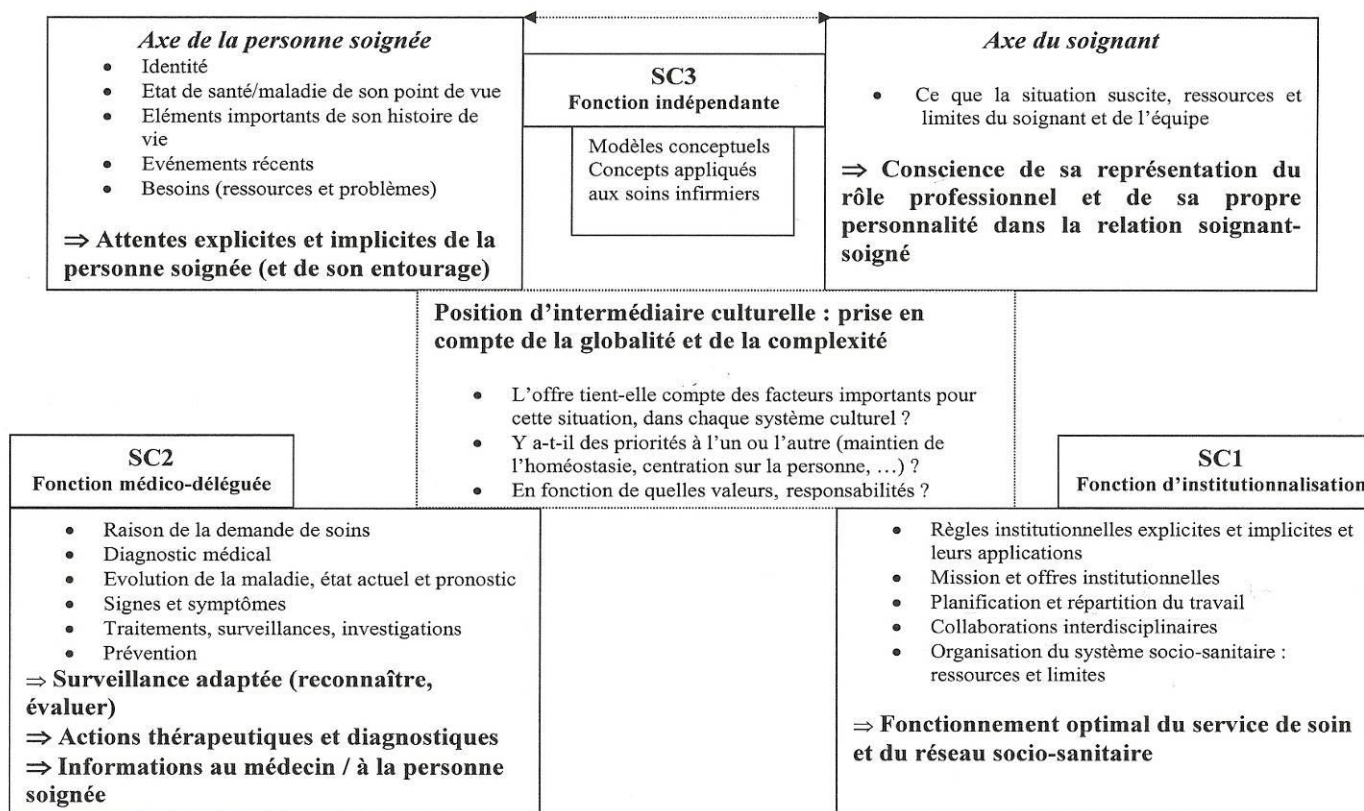 Axe de la personne soignée
• Identité
• Etat de santé/maladie de son point de vue
• Eléments importants de son histoire de
vie
• Evénements récents
• Besoins (ressources et problèmes)
⇒ Attentes explicites et implicites de la
personne soignée (et de son entourage)
SC3
Fonction indépendante
Modèles conceptuels
Concepts appliqués
aux soins infirmiers
Axe du soignant
• Ce que la situation suscite, ressources et
limites du soignant et de l'équipe
⇒ Conscience de sa représentation du
rôle professionnel et de sa propre
personnalité dans la relation soignant-
soigné
Position d'intermédiaire culturelle : prise en
compte de la globalité et de la complexité
• L'offre tient-elle compte des facteurs importants pour
cette situation, dans chaque système culturel ?
• Y a-t-il des priorités à l'un ou l'autre (maintien de
l'homéostasie, centration sur la personne, …) ?
• En fonction de quelles valeurs, responsabilités ?
SC2
Fonction médico-déléguée
• Raison de la demande de soins
• Diagnostic médical
• Evolution de la maladie, état actuel et pronostic
• Signes et symptômes
• Traitements, surveillances, investigations
• Prévention
⇒ Surveillance adaptée (reconnaître,
évaluer)
⇒ Actions thérapeutiques et diagnostiques
⇒ Informations au médecin / à la personne
soignée
SC1
Fonction d'institutionnalisation
• Règles institutionnelles explicites et implicites et
leurs applications
• Mission et offres institutionnelles
• Planification et répartition du travail
• Collaborations interdisciplinaires
• Organisation du système socio-sanitaire :
ressources et limites
⇒ Fonctionnement optimal du service de soin
et du réseau socio-sanitaire